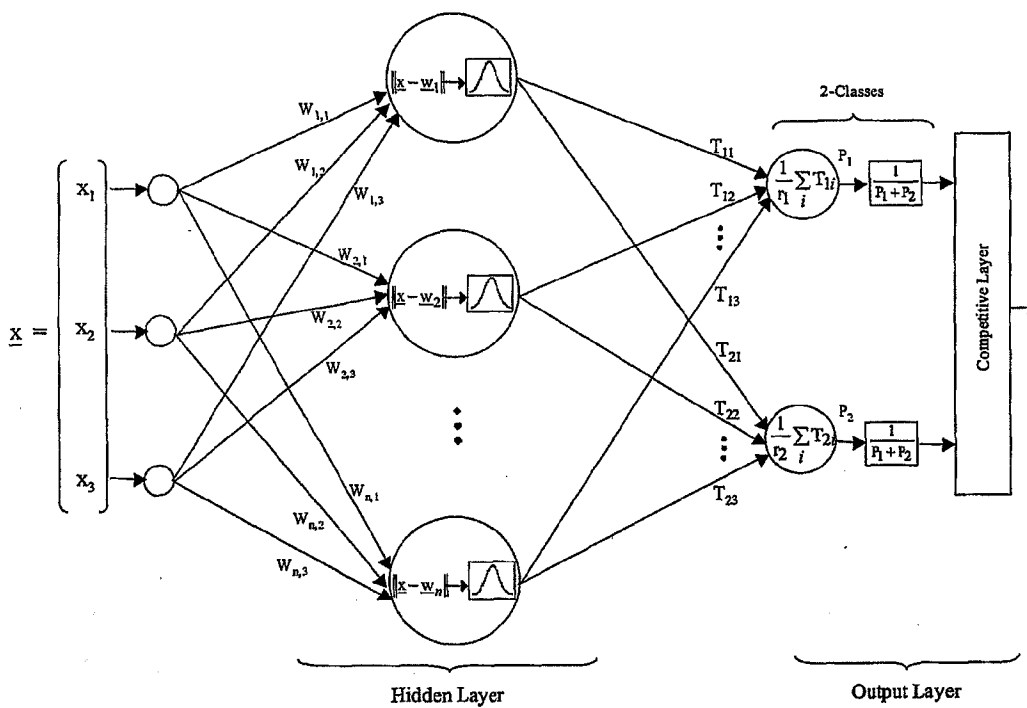 2-Classes
W1,1
‖x − w1‖
T11
P1
1/r1 Σi T1i
1/(P1 + P2)
W1,2
X1
W1,3
T12
W2,1
‖x − w2‖
T13
x =
X2
W2,2
W2,3
T21
Competitive Layer
T22
P2
1/r2 Σi T2i
1/(P1 + P2)
X3
Wn,1
T23
Wn,2
Wn,3
‖x − wn‖
Hidden Layer
Output Layer